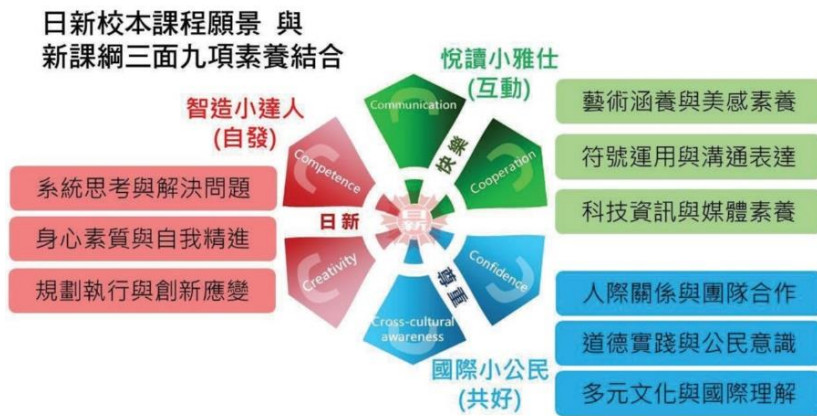 日新校本課程願景 與
新課綱三面九項素養結合
智造小達人
(自發)
系統思考與解決問題
身心素質與自我精進
規劃執行與創新應變
悅讀小雅仕
(互動)
藝術涵養與美感素養
符號運用與溝通表達
科技資訊與媒體素養
Communication
Competence
Cooperation
快樂
日新
尊重
Creativity
Confidence
Cross-cultural
awareness
國際小公民
(共好)
人際關係與團隊合作
道德實踐與公民意識
多元文化與國際理解